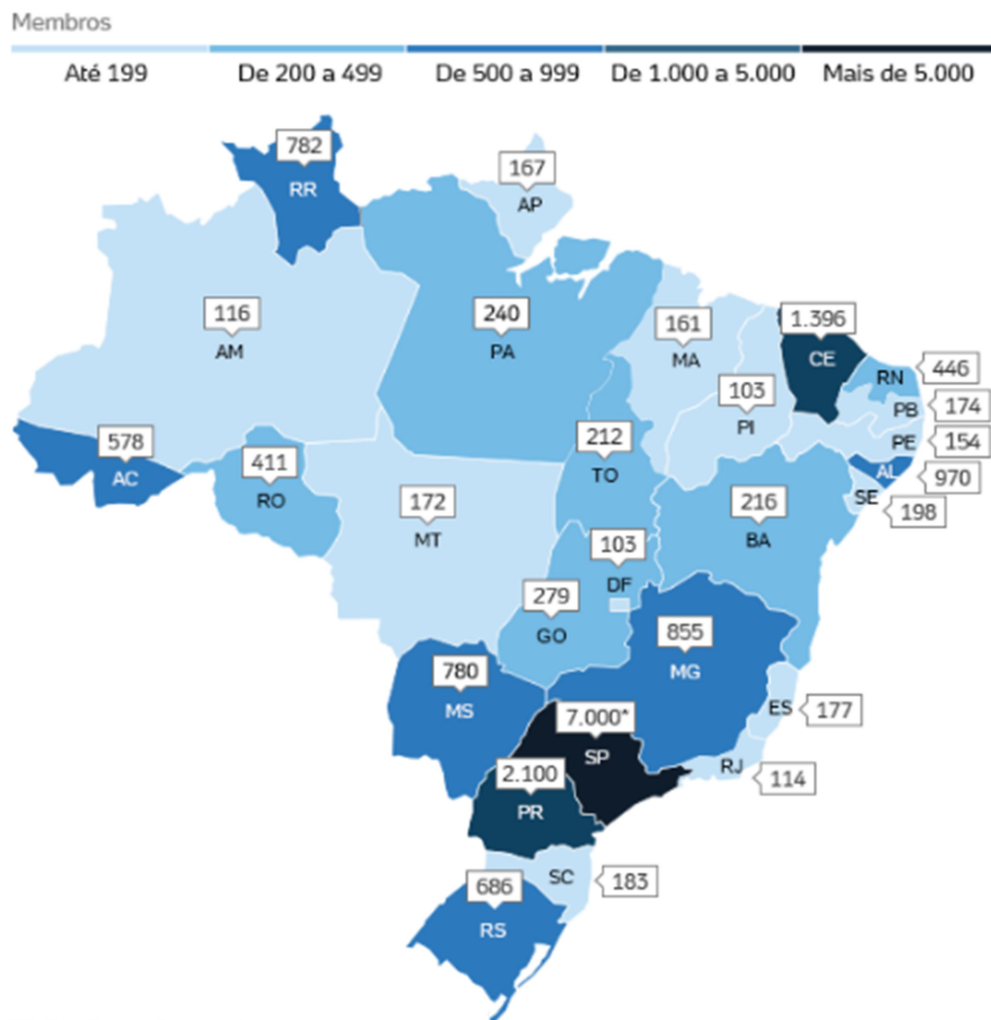 Membros
Até 199 De 200 a 499 De 500 a 999 De 1.000 a 5.000 Mais de 5.000
782
RR
167
AP
116
AM
240
PA
161
MA
1.396
CE
103
PI
RN 446
PB 174
PE 154
AL 970
SE 198
578
AC
411
RO
172
MT
212
TO
216
BA
103
DF
279
GO
855
MG
780
MS
ES 177
7.000*
SP
RJ 114
2.100
PR
SC 183
686
RS